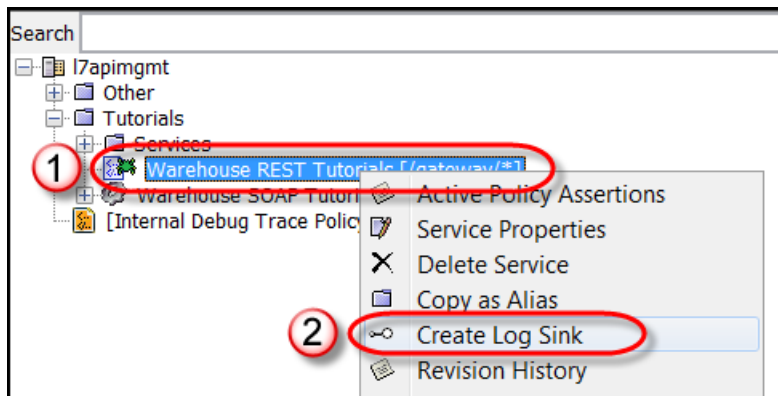 Search
l7apimgmt
Other
Tutorials
Services
1
Warehouse REST Tutorials [/gateway/*]
Warehouse SOAP Tutori
[Internal Debug Trace Policy
Active Policy Assertions
Service Properties
Delete Service
Copy as Alias
2
Create Log Sink
Revision History